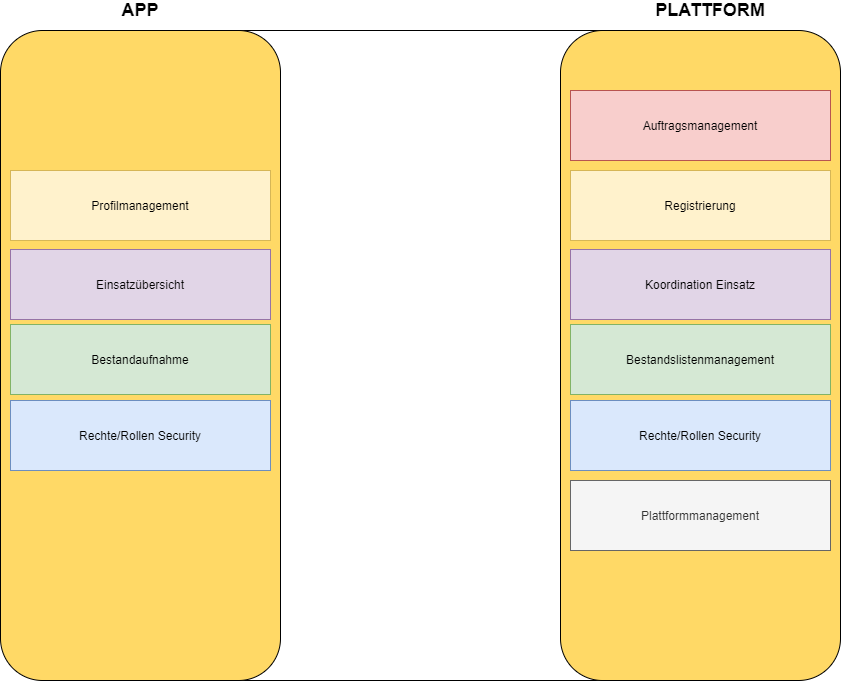 APP
PLATTFORM
Auftragsmanagement
Profilmanagement
Registrierung
Einsatzübersicht
Koordination Einsatz
Bestandaufnahme
Bestandslistenmanagement
Rechte/Rollen Security
Rechte/Rollen Security
Plattformmanagement